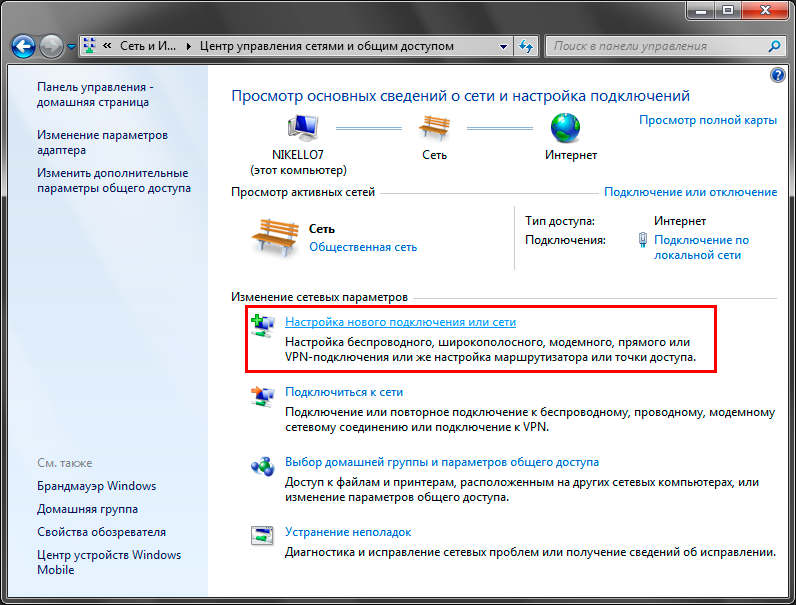 « Сеть и И... ▸ Центр управления сетями и общим доступом
Поиск в панели управления
Панель управления -
домашняя страница
Изменение параметров
адаптера
Изменить дополнительные
параметры общего доступа
См. также
Брандмауэр Windows
Домашняя группа
Свойства обозревателя
Центр устройств Windows
Mobile
Просмотр основных сведений о сети и настройка подключений
NIKELLO7
(этот компьютер)
Сеть
Интернет
Просмотр полной карты
Просмотр активных сетей
Подключение или отключение
Сеть
Общественная сеть
Тип доступа: Интернет
Подключения: Подключение по
локальной сети
Изменение сетевых параметров
Настройка нового подключения или сети
Настройка беспроводного, широкополосного, модемного, прямого или
VPN-подключения или же настройка маршрутизатора или точки доступа.
Подключиться к сети
Подключение или повторное подключение к беспроводному, проводному, модемному
сетевому соединению или подключение к VPN.
Выбор домашней группы и параметров общего доступа
Доступ к файлам и принтерам, расположенным на других сетевых компьютерах, или
изменение параметров общего доступа.
Устранение неполадок
Диагностика и исправление сетевых проблем или получение сведений об исправлении.